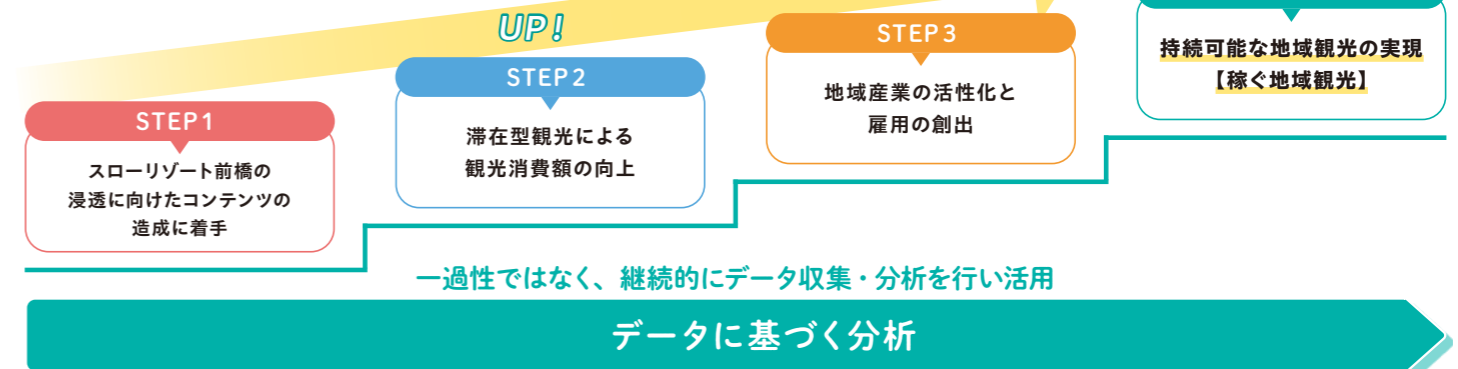 UP!
STEP1
スローリゾート前橋の
浸透に向けたコンテンツの
造成に着手
STEP2
滞在型観光による
観光消費額の向上
STEP3
地域産業の活性化と
雇用の創出
持続可能な地域観光の実現
【稼ぐ地域観光】
一過性ではなく、継続的にデータ収集・分析を行い活用
データに基づく分析